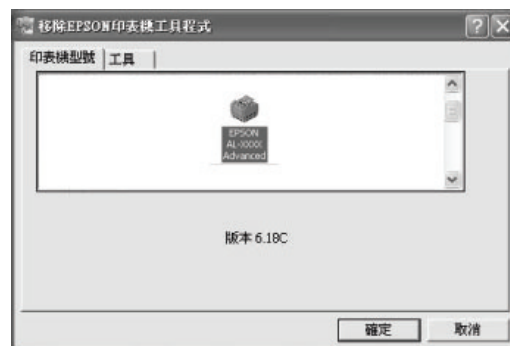 移除EPSON印表機工具程式
印表機型號 工具
EPSON
AL-XXXX
Advanced
版本 6.18C
確定 取消